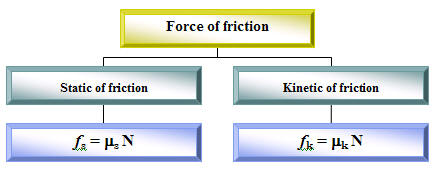 Force of friction
Static of friction
Kinetic of friction
fs = μs N
fk = μk N